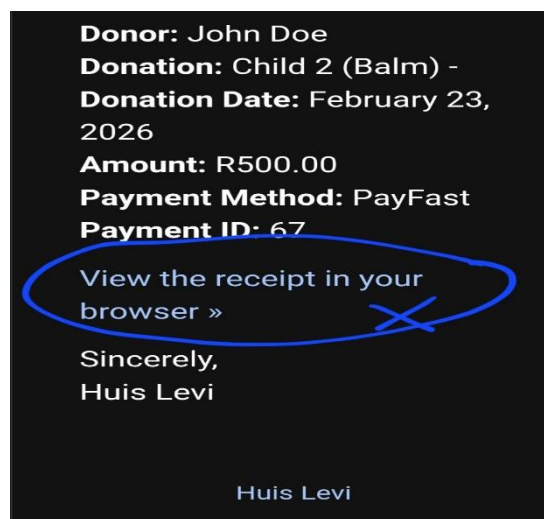 Donor: John Doe
Donation: Child 2 (Balm) -
Donation Date: February 23,
2026
Amount: R500.00
Payment Method: PayFast
Payment ID: 67
View the receipt in your
browser »
Sincerely,
Huis Levi
Huis Levi